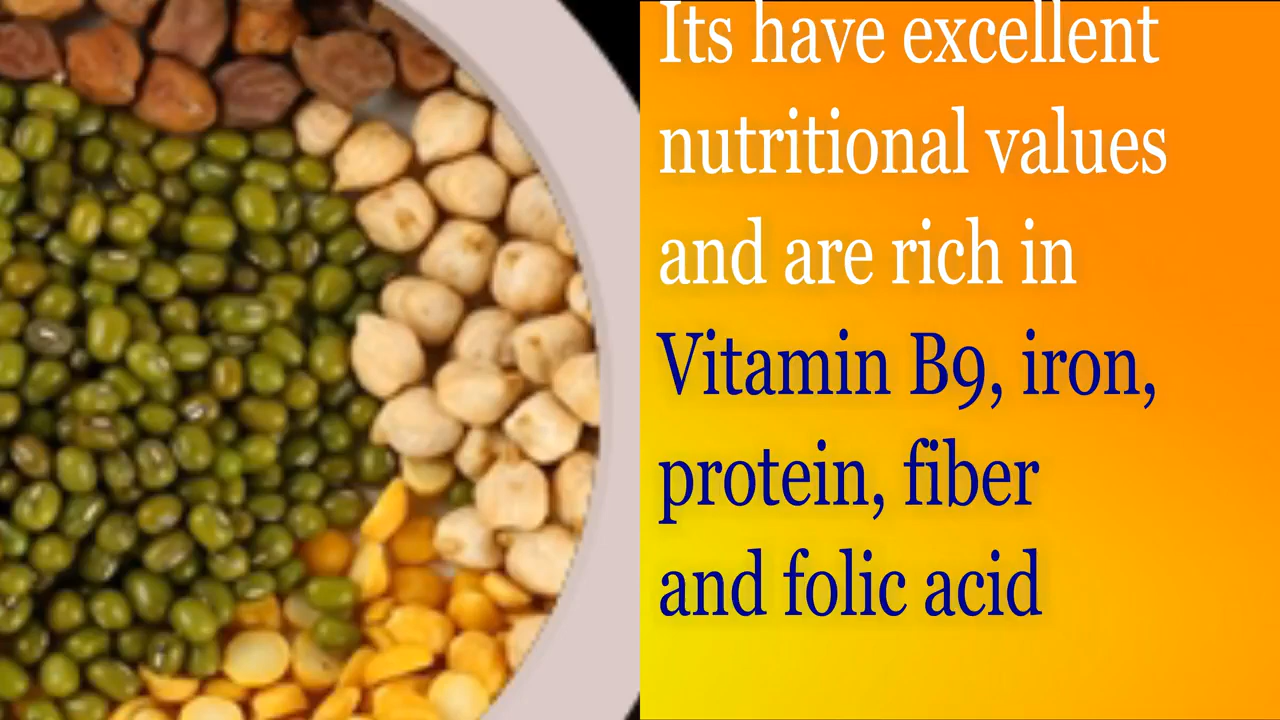 Its have excellent
nutritional values
and are rich in
Vitamin B9, iron,
protein, fiber
and folic acid